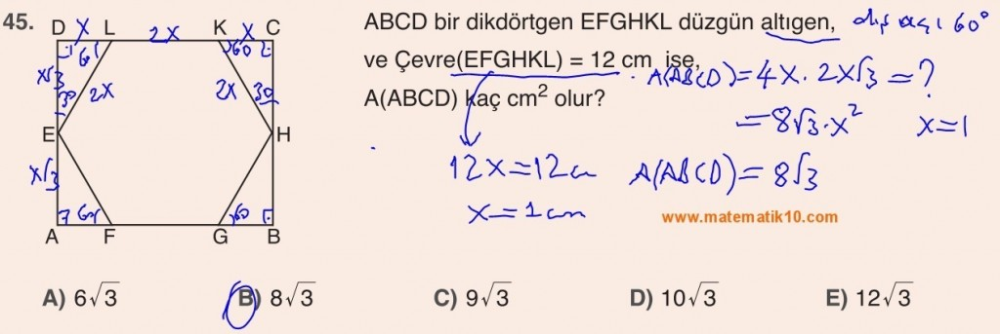 45. D x L 2x K x C
ABCD bir dikdörtgen EFGHKL düzgün altıgen, dış açı 60°
60 60
x√3 30 2x 2x 30
ve Çevre(EFGHKL) = 12 cm ise,
A(ABCD) = 4x . 2x√3 = ?
A(ABCD) kaç cm² olur?
= 8√3 . x² x=1
E H
x√3
12x = 12 cm A(ABCD) = 8√3
x = 1 cm
www.matematik10.com
60 60
A F G B
A) 6√3 B) 8√3 C) 9√3 D) 10√3 E) 12√3